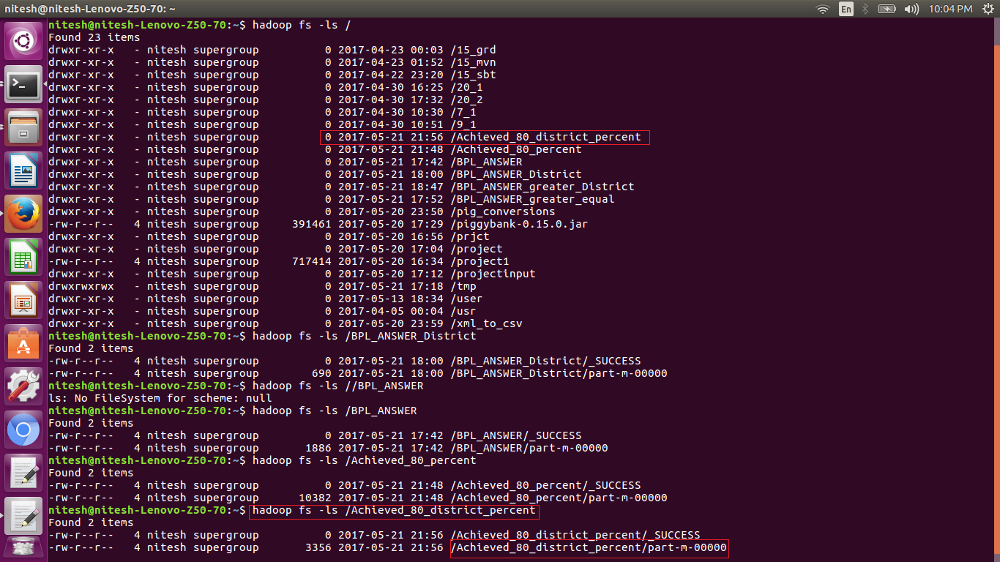 nitesh@nitesh-Lenovo-Z50-70: ~
En
10:04 PM
nitesh@nitesh-Lenovo-Z50-70:~$ hadoop fs -ls /
Found 23 items
drwxr-xr-x   - nitesh supergroup          0 2017-04-23 00:03 /15_grd
drwxr-xr-x   - nitesh supergroup          0 2017-04-23 01:52 /15_mvn
drwxr-xr-x   - nitesh supergroup          0 2017-04-22 23:20 /15_sbt
drwxr-xr-x   - nitesh supergroup          0 2017-04-30 16:25 /20_1
drwxr-xr-x   - nitesh supergroup          0 2017-04-30 17:32 /20_2
drwxr-xr-x   - nitesh supergroup          0 2017-04-30 10:30 /7_1
drwxr-xr-x   - nitesh supergroup          0 2017-04-30 10:51 /9_1
drwxr-xr-x   - nitesh supergroup          0 2017-05-21 21:56 /Achieved_80_district_percent
drwxr-xr-x   - nitesh supergroup          0 2017-05-21 21:48 /Achieved_80_percent
drwxr-xr-x   - nitesh supergroup          0 2017-05-21 17:42 /BPL_ANSWER
drwxr-xr-x   - nitesh supergroup          0 2017-05-21 18:00 /BPL_ANSWER_District
drwxr-xr-x   - nitesh supergroup          0 2017-05-21 18:47 /BPL_ANSWER_greater_District
drwxr-xr-x   - nitesh supergroup          0 2017-05-21 17:52 /BPL_ANSWER_greater_equal
drwxr-xr-x   - nitesh supergroup          0 2017-05-20 23:50 /pig_conversions
-rw-r--r--   4 nitesh supergroup     391461 2017-05-20 17:29 /piggybank-0.15.0.jar
drwxr-xr-x   - nitesh supergroup          0 2017-05-20 16:56 /prjct
drwxr-xr-x   - nitesh supergroup          0 2017-05-20 17:04 /project
-rw-r--r--   4 nitesh supergroup     717414 2017-05-20 16:34 /project1
drwxr-xr-x   - nitesh supergroup          0 2017-05-20 17:12 /projectinput
drwxrwxrwx   - nitesh supergroup          0 2017-05-21 17:18 /tmp
drwxr-xr-x   - nitesh supergroup          0 2017-05-13 18:34 /user
drwxr-xr-x   - nitesh supergroup          0 2017-04-05 00:04 /usr
drwxr-xr-x   - nitesh supergroup          0 2017-05-20 23:59 /xml_to_csv
nitesh@nitesh-Lenovo-Z50-70:~$ hadoop fs -ls /BPL_ANSWER_District
Found 2 items
-rw-r--r--   4 nitesh supergroup          0 2017-05-21 18:00 /BPL_ANSWER_District/_SUCCESS
-rw-r--r--   4 nitesh supergroup        690 2017-05-21 18:00 /BPL_ANSWER_District/part-m-00000
nitesh@nitesh-Lenovo-Z50-70:~$ hadoop fs -ls //BPL_ANSWER
ls: No FileSystem for scheme: null
nitesh@nitesh-Lenovo-Z50-70:~$ hadoop fs -ls /BPL_ANSWER
Found 2 items
-rw-r--r--   4 nitesh supergroup          0 2017-05-21 17:42 /BPL_ANSWER/_SUCCESS
-rw-r--r--   4 nitesh supergroup       1886 2017-05-21 17:42 /BPL_ANSWER/part-m-00000
nitesh@nitesh-Lenovo-Z50-70:~$ hadoop fs -ls /Achieved_80_percent
Found 2 items
-rw-r--r--   4 nitesh supergroup          0 2017-05-21 21:48 /Achieved_80_percent/_SUCCESS
-rw-r--r--   4 nitesh supergroup      10382 2017-05-21 21:48 /Achieved_80_percent/part-m-00000
nitesh@nitesh-Lenovo-Z50-70:~$ hadoop fs -ls /Achieved_80_district_percent
Found 2 items
-rw-r--r--   4 nitesh supergroup          0 2017-05-21 21:56 /Achieved_80_district_percent/_SUCCESS
-rw-r--r--   4 nitesh supergroup       3356 2017-05-21 21:56 /Achieved_80_district_percent/part-m-00000